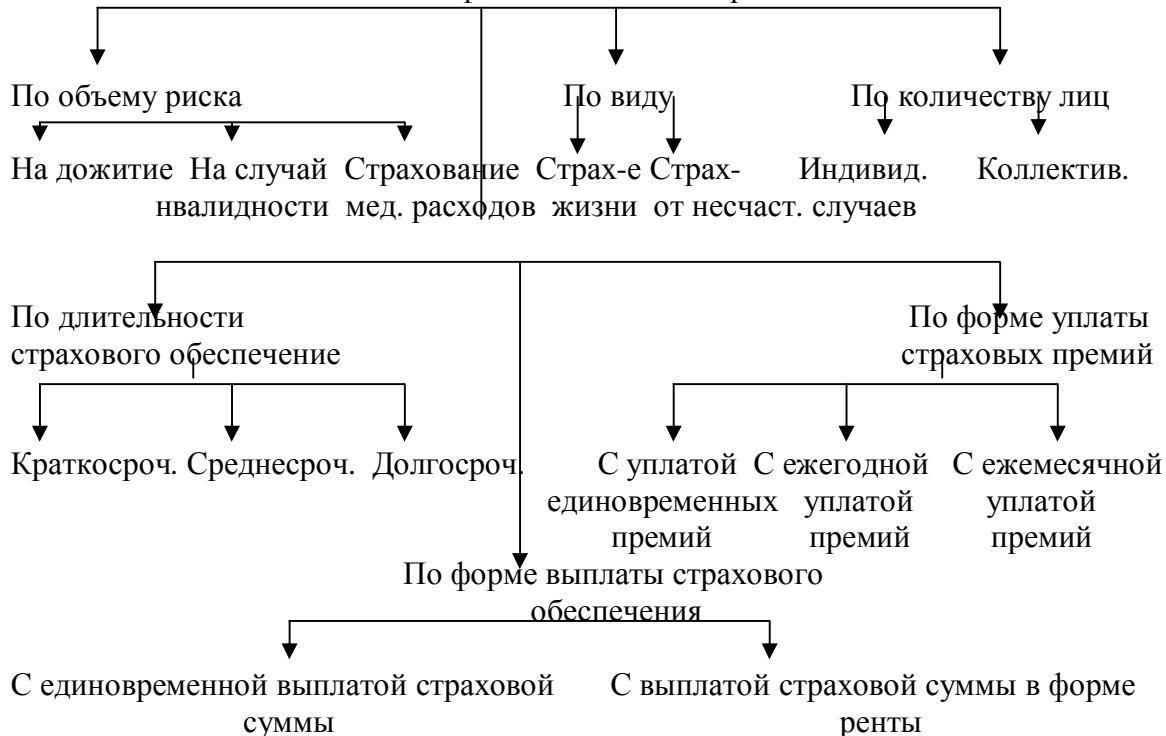 По объему риска По виду По количеству лиц
На дожитие На случай Страхование Страх-е Страх- Индивид. Коллектив.
нвалидности мед. расходов жизни от несчаст. случаев
По длительности По форме уплаты
страхового обеспечение страховых премий
Краткосроч. Среднесроч. Долгосроч. С уплатой С ежегодной С ежемесячной
единовременных уплатой уплатой
премий премий премий
По форме выплаты страхового
обеспечения
С единовременной выплатой страховой С выплатой страховой суммы в форме
суммы ренты